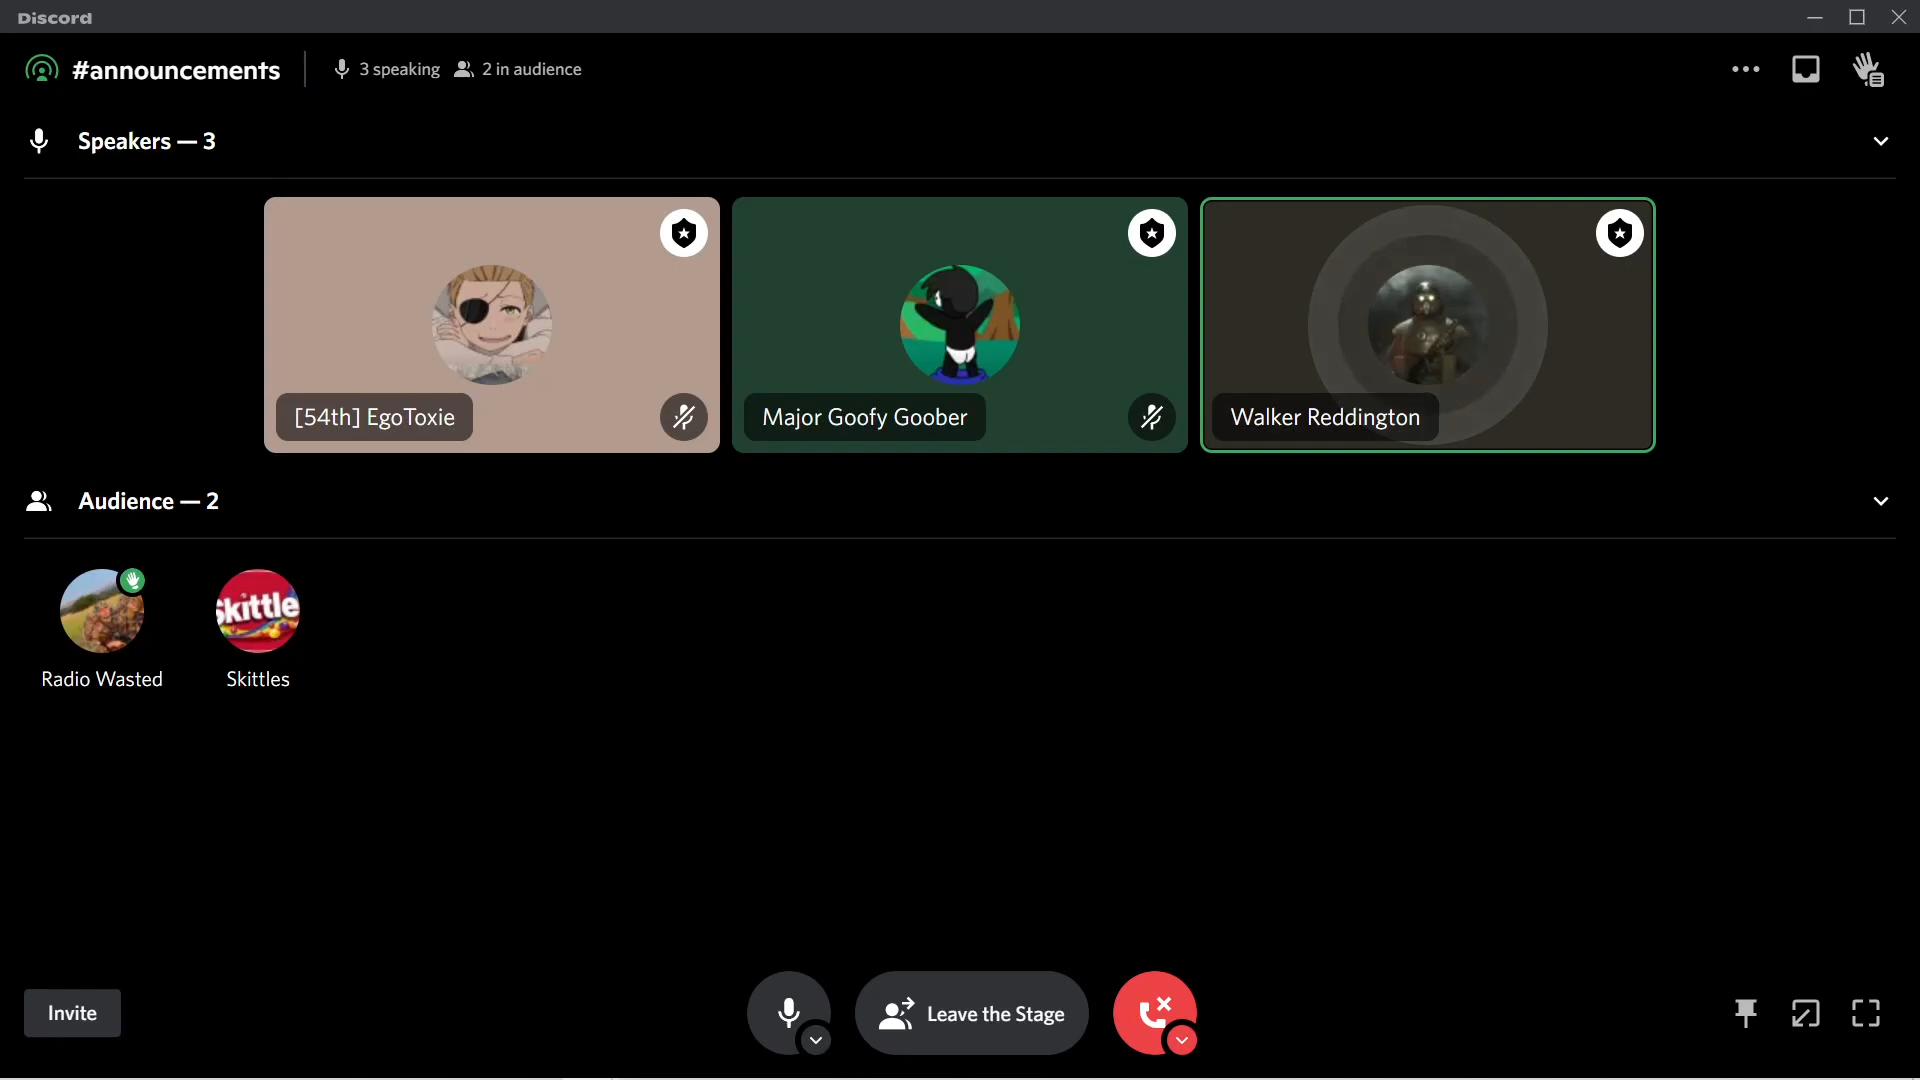 Discord
#announcements
3 speaking
2 in audience
Speakers — 3
[54th] EgoToxie
Major Goofy Goober
Walker Reddington
Audience — 2
Skittle
Radio Wasted
Skittles
Invite
Leave the Stage